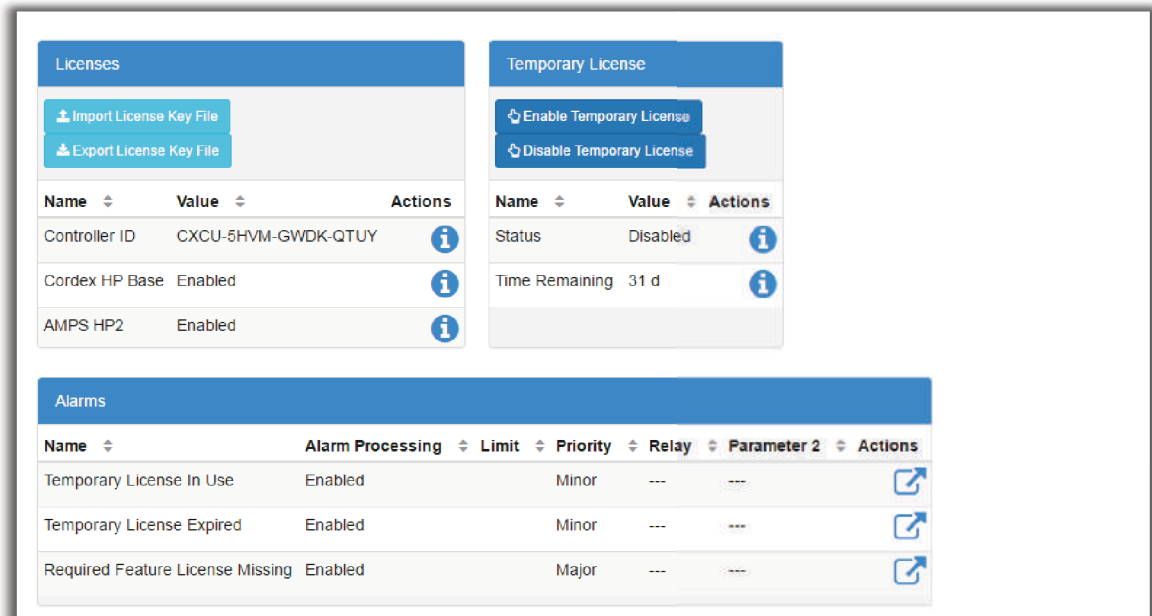 Licenses
Import License Key File
Export License Key File
Name Value Actions
Controller ID CXCU-5HVM-GWDK-QTUY
Cordex HP Base Enabled
AMPS HP2 Enabled
Temporary License
Enable Temporary License
Disable Temporary License
Name Value Actions
Status Disabled
Time Remaining 31 d
Alarms
Name Alarm Processing Limit Priority Relay Parameter 2 Actions
Temporary License In Use Enabled Minor --- ---
Temporary License Expired Enabled Minor --- ---
Required Feature License Missing Enabled Major --- ---